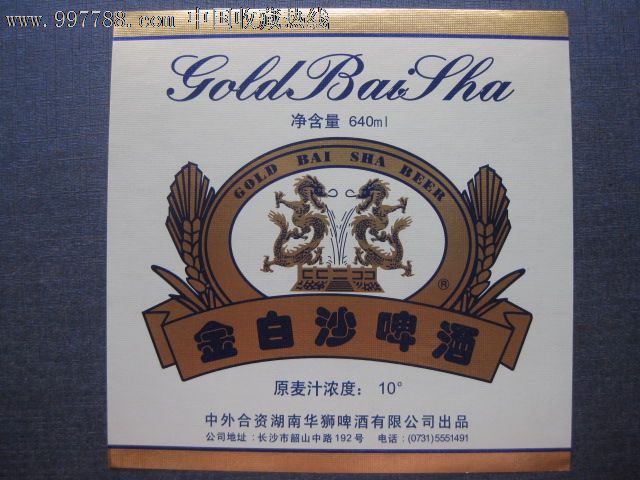 www.997788.com 中国收藏热线
Gold Bai Sha
净含量 640ml
GOLD BAI SHA BEER
®
金白沙啤酒
原麦汁浓度: 10°
中外合资湖南华狮啤酒有限公司出品
公司地址:长沙市韶山中路192号 电话:(0731)5551491